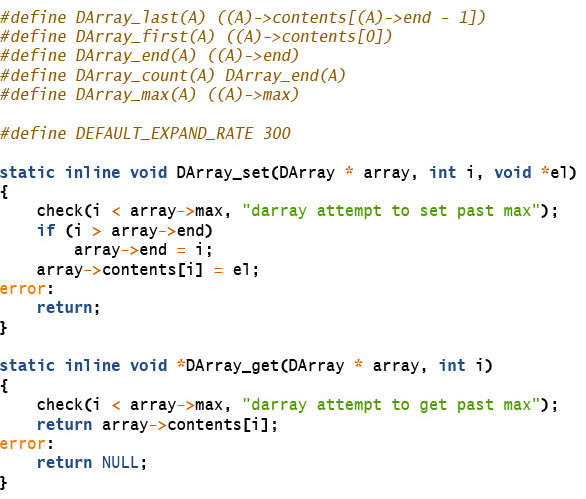 #define DArray_last(A) ((A)->contents[(A)->end - 1])
#define DArray_first(A) ((A)->contents[0])
#define DArray_end(A) ((A)->end)
#define DArray_count(A) DArray_end(A)
#define DArray_max(A) ((A)->max)

#define DEFAULT_EXPAND_RATE 300

static inline void DArray_set(DArray * array, int i, void *el)
{
    check(i < array->max, "darray attempt to set past max");
    if (i > array->end)
        array->end = i;
    array->contents[i] = el;
error:
    return;
}

static inline void *DArray_get(DArray * array, int i)
{
    check(i < array->max, "darray attempt to get past max");
    return array->contents[i];
error:
    return NULL;
}